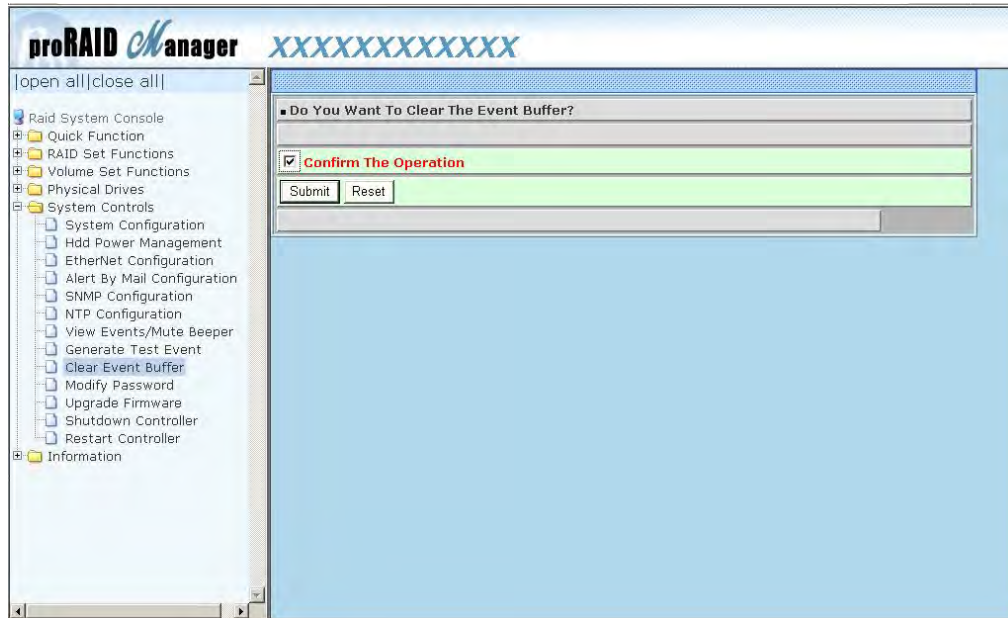 proRAID Manager XXXXXXXXXXXX
|open all|close all|
Raid System Console
Quick Function
RAID Set Functions
Volume Set Functions
Physical Drives
System Controls
System Configuration
Hdd Power Management
EtherNet Configuration
Alert By Mail Configuration
SNMP Configuration
NTP Configuration
View Events/Mute Beeper
Generate Test Event
Clear Event Buffer
Modify Password
Upgrade Firmware
Shutdown Controller
Restart Controller
Information
Do You Want To Clear The Event Buffer?
Confirm The Operation
Submit Reset